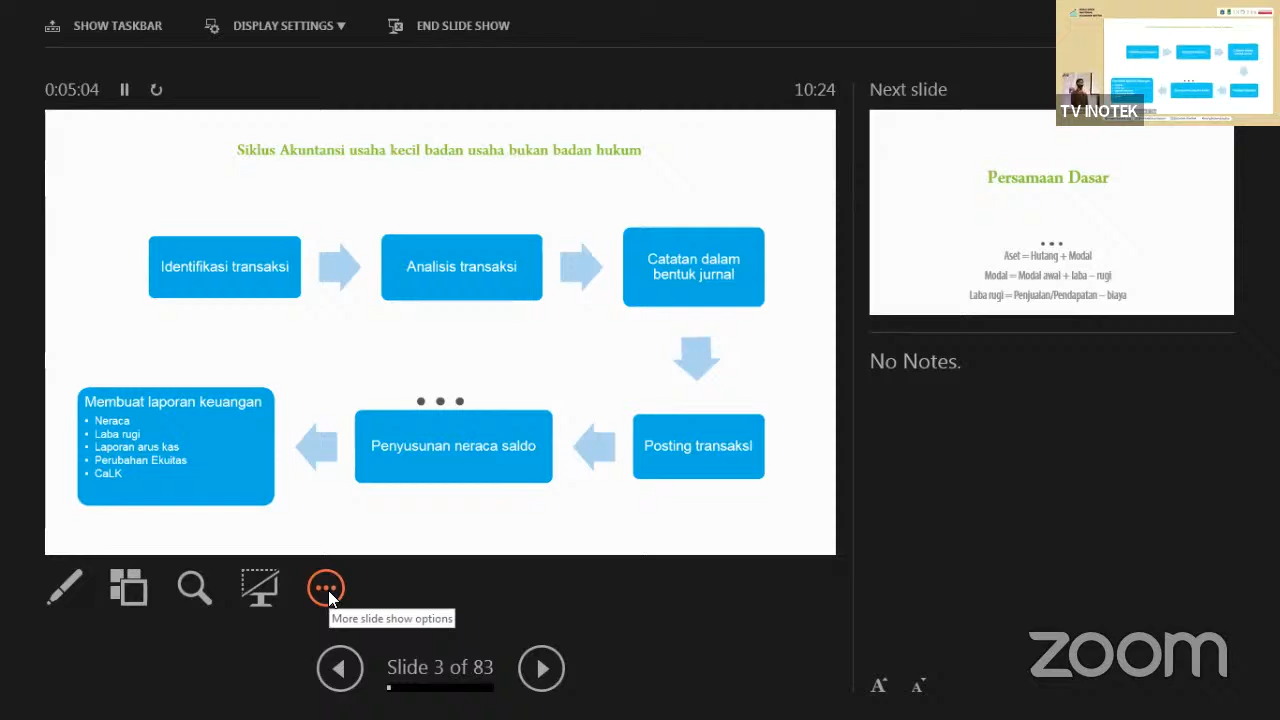 SHOW TASKBAR
DISPLAY SETTINGS ▼
END SLIDE SHOW
TV INOTEK
0:05:04
10:24
Next slide
Siklus Akuntansi usaha kecil badan usaha bukan badan hukum
Identifikasi transaksi
Analisis transaksi
Catatan dalam
bentuk jurnal
Membuat laporan keuangan
• Neraca
• Laba rugi
• Laporan arus kas
• Perubahan Ekuitas
• CaLK
Penyusunan neraca saldo
Posting transaksi
Persamaan Dasar
Aset = Hutang + Modal
Modal = Modal awal + laba – rugi
Laba rugi = Penjualan/Pendapatan – biaya
No Notes.
More slide show options
Slide 3 of 83
A A
zoom